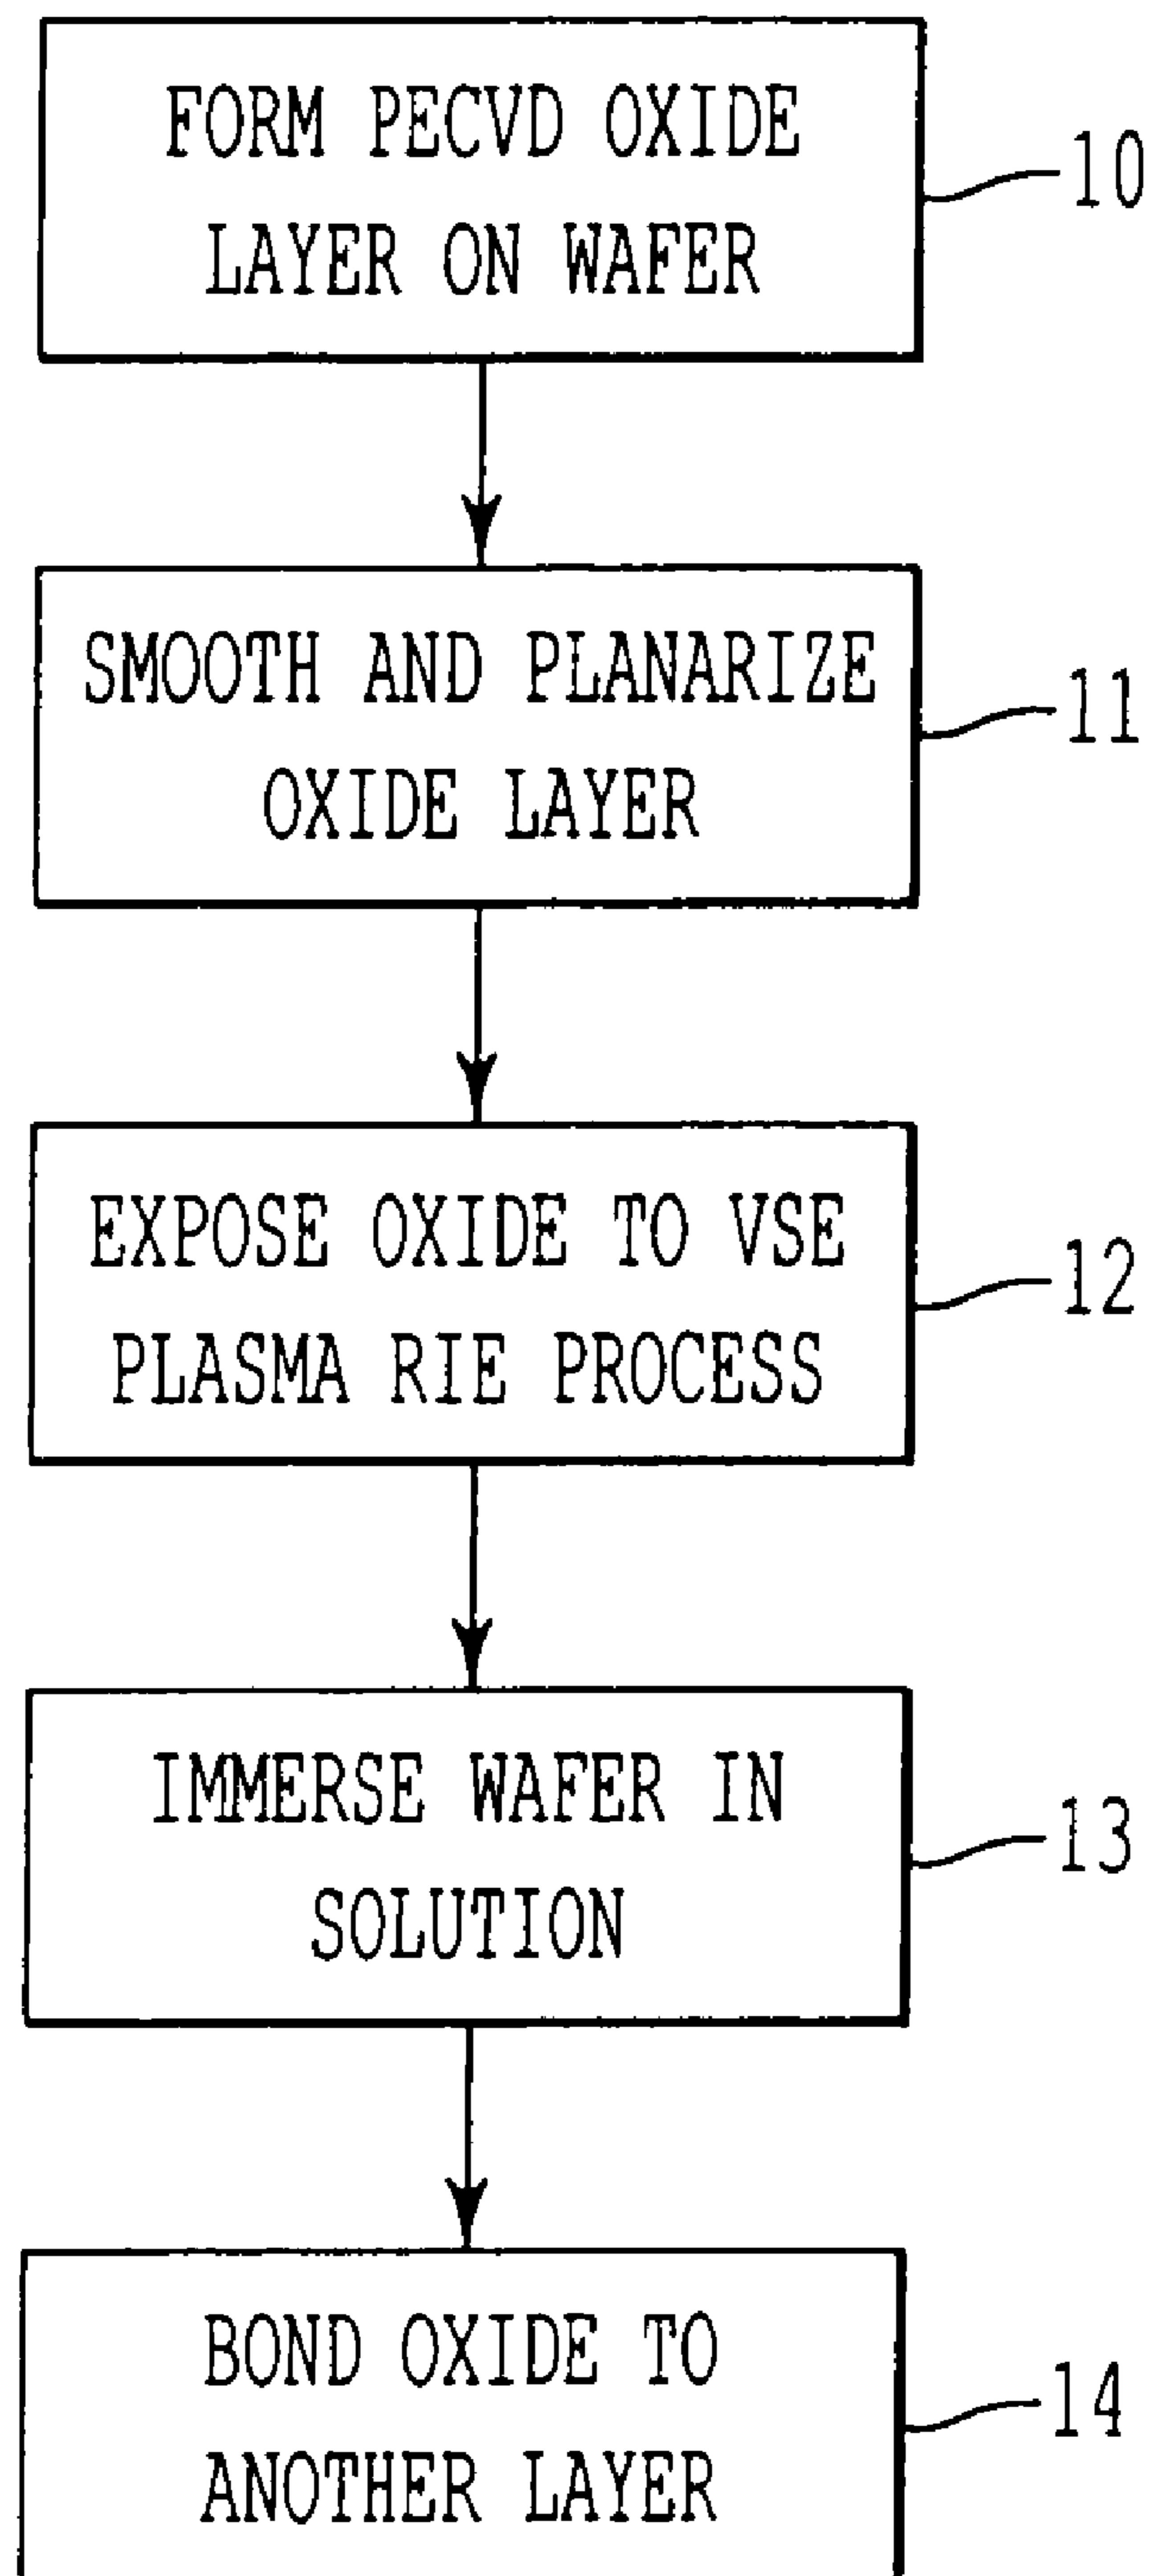 FORM PECVD OXIDE
LAYER ON WAFER
10
SMOOTH AND PLANARIZE
OXIDE LAYER
11
EXPOSE OXIDE TO VSE
PLASMA RIE PROCESS
12
IMMERSE WAFER IN
SOLUTION
13
BOND OXIDE TO
ANOTHER LAYER
14